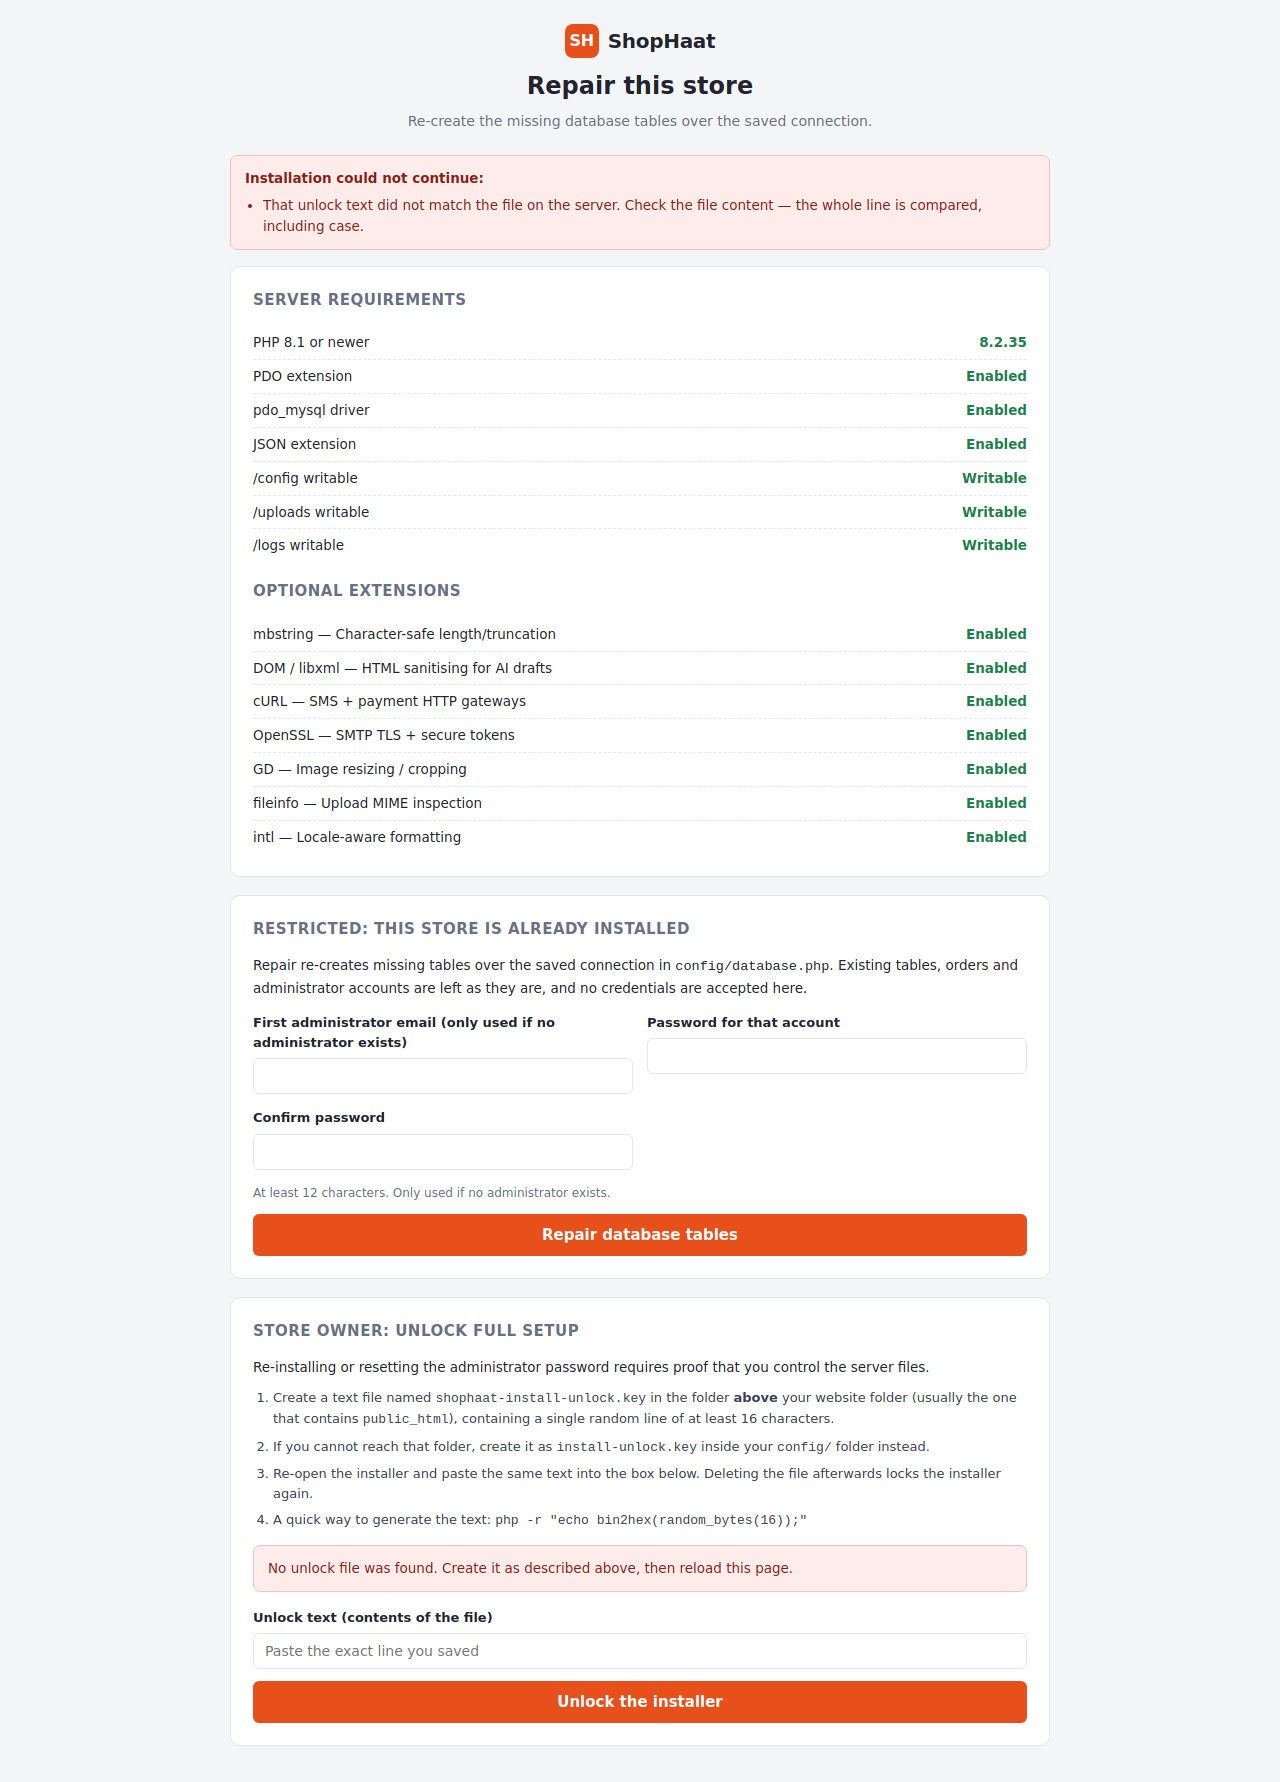 SH ShopHaat
Repair this store
Re-create the missing database tables over the saved connection.
Installation could not continue:
• That unlock text did not match the file on the server. Check the file content — the whole line is compared,
including case.
SERVER REQUIREMENTS
PHP 8.1 or newer 8.2.35
PDO extension Enabled
pdo_mysql driver Enabled
JSON extension Enabled
/config writable Writable
/uploads writable Writable
/logs writable Writable
OPTIONAL EXTENSIONS
mbstring — Character-safe length/truncation Enabled
DOM / libxml — HTML sanitising for AI drafts Enabled
cURL — SMS + payment HTTP gateways Enabled
OpenSSL — SMTP TLS + secure tokens Enabled
GD — Image resizing / cropping Enabled
fileinfo — Upload MIME inspection Enabled
intl — Locale-aware formatting Enabled
RESTRICTED: THIS STORE IS ALREADY INSTALLED
Repair re-creates missing tables over the saved connection in config/database.php. Existing tables, orders and
administrator accounts are left as they are, and no credentials are accepted here.
First administrator email (only used if no
administrator exists)
Password for that account
Confirm password
At least 12 characters. Only used if no administrator exists.
Repair database tables
STORE OWNER: UNLOCK FULL SETUP
Re-installing or resetting the administrator password requires proof that you control the server files.
1. Create a text file named shophaat-install-unlock.key in the folder above your website folder (usually the one
that contains public_html), containing a single random line of at least 16 characters.
2. If you cannot reach that folder, create it as install-unlock.key inside your config/ folder instead.
3. Re-open the installer and paste the same text into the box below. Deleting the file afterwards locks the installer
again.
4. A quick way to generate the text: php -r "echo bin2hex(random_bytes(16));"
No unlock file was found. Create it as described above, then reload this page.
Unlock text (contents of the file)
Paste the exact line you saved
Unlock the installer